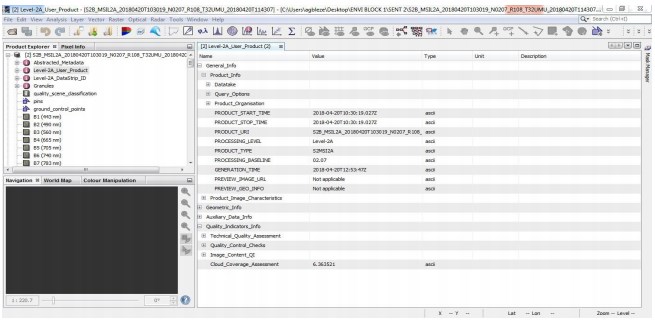 [2] Level-2A_User_Product - [S2B_MSIL2A_20180420T103019_N0207_R108_T32UMU_20180420T114307] - [C:\Users\agiblaze\Desktop\ENVI BLOCK 1\SENT 2\S2B_MSIL2A_20180420T103019_N0207_R108_T32UMU_20180420T114307....
File Edit View Analysis Layer Vector Raster Optical Radar Tools Window Help
Search (Ctrl+I)
Product Explorer Pixel Info
[2] S2B_MSIL2A_20180420T103019_N0207_R108_T32UMU_20180420
Abstracted_Metadata
Level-2A_User_Product
Level-2A_DataStrip_ID
Granules
quality_scene_classification
pins
ground_control_points
B1 (443 nm)
B2 (490 nm)
B3 (560 nm)
B4 (665 nm)
B5 (705 nm)
B6 (740 nm)
B7 (783 nm)
Navigation World Map Colour Manipulation
1 : 220.7
0°
[2] Level-2A_User_Product (2)
Name Value Type Unit Description
General_Info
Product_Info
Datatake
Query_Options
Product_Organisation
PRODUCT_START_TIME 2018-04-20T10:30:19.027Z ascii
PRODUCT_STOP_TIME 2018-04-20T10:30:19.027Z ascii
PRODUCT_URI S2B_MSIL2A_20180420T103019_N0207_R108_ ascii
PROCESSING_LEVEL Level-2A ascii
PRODUCT_TYPE S2MSI2A ascii
PROCESSING_BASELINE 02.07 ascii
GENERATION_TIME 2018-04-20T12:53:47Z ascii
PREVIEW_IMAGE_URL Not applicable ascii
PREVIEW_GEO_INFO Not applicable ascii
Product_Image_Characteristics
Geometric_Info
Auxiliary_Data_Info
Quality_Indicators_Info
Technical_Quality_Assessment
Quality_Control_Checks
Image_Content_QI
Cloud_Coverage_Assessment 6.363521 ascii
Mask Manager
X -- Y -- Lat -- Lon -- Zoom -- Level --